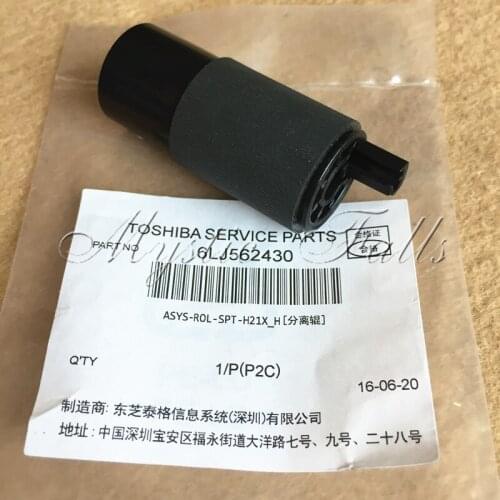 TOSHIBA SERVICE PARTS
PART NO 6LJ562430
合格证
合格
ASYS-ROL-SPT-H21X_H[分离辊]
Q'TY 1/P(P2C)
16-06-20
制造商: 东芝泰格信息系统(深圳)有限公司
地址: 中国深圳宝安区福永街道大洋路七号、九号、二十八号